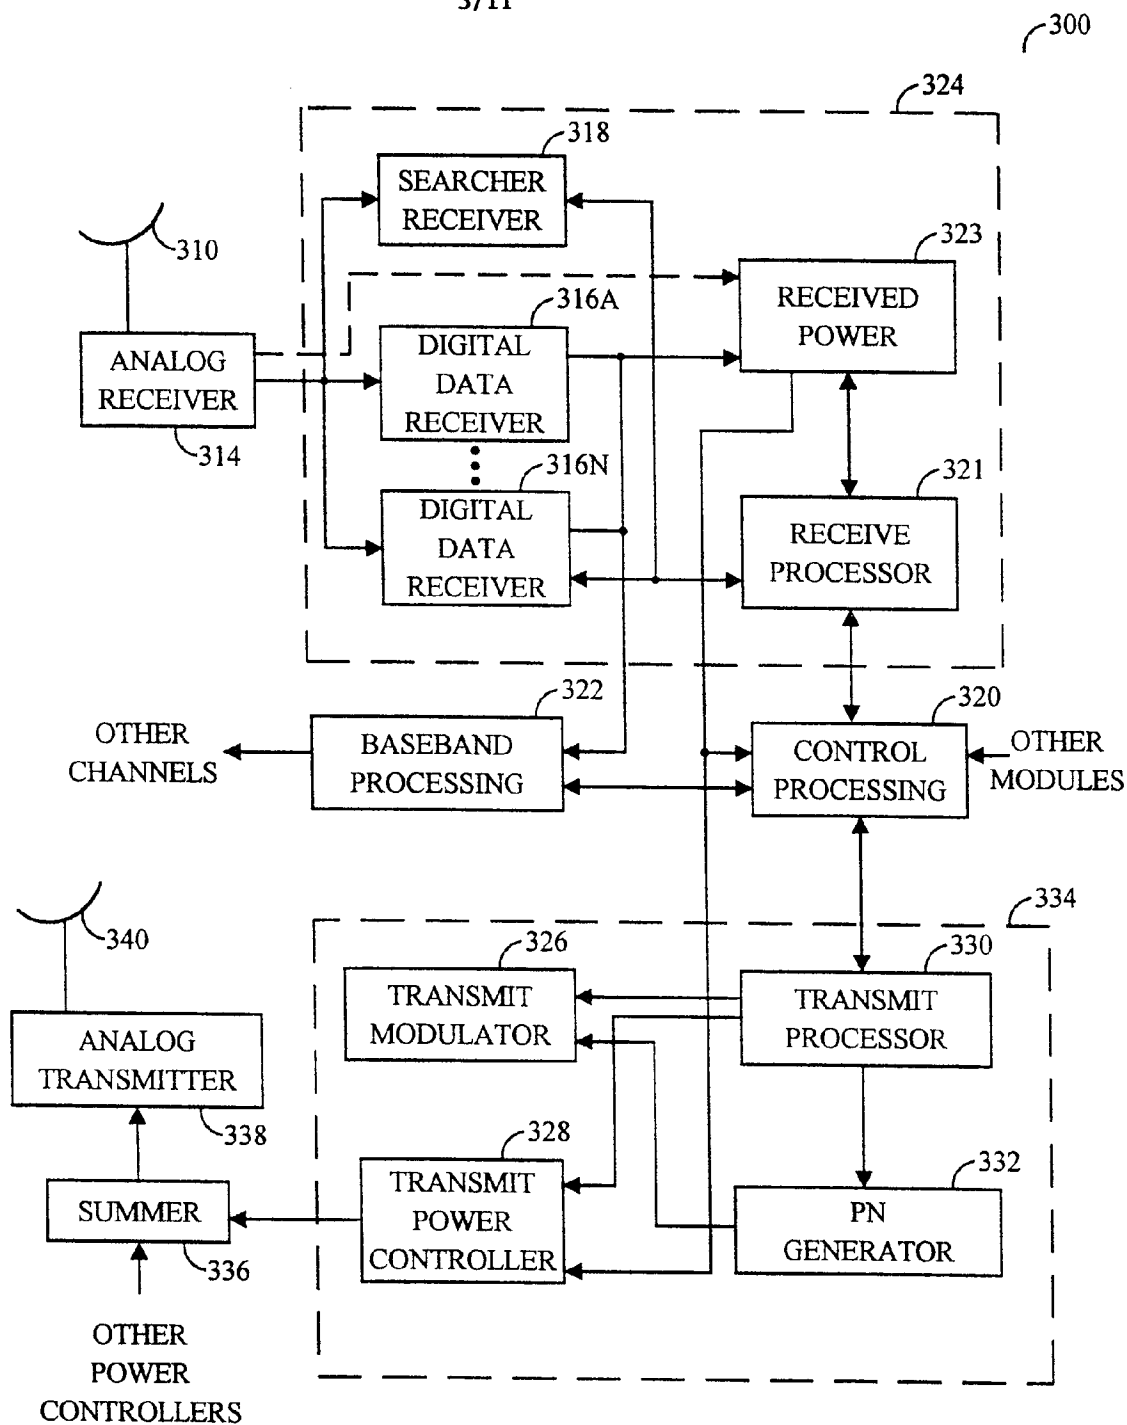 3/11
300
324
318
SEARCHER
RECEIVER
310
323
RECEIVED
POWER
316A
ANALOG
RECEIVER
314
DIGITAL
DATA
RECEIVER
316N
DIGITAL
DATA
RECEIVER
321
RECEIVE
PROCESSOR
322
BASEBAND
PROCESSING
OTHER
CHANNELS
320
CONTROL
PROCESSING
OTHER
MODULES
334
340
326
TRANSMIT
MODULATOR
330
TRANSMIT
PROCESSOR
ANALOG
TRANSMITTER
338
328
TRANSMIT
POWER
CONTROLLER
332
PN
GENERATOR
SUMMER
336
OTHER
POWER
CONTROLLERS